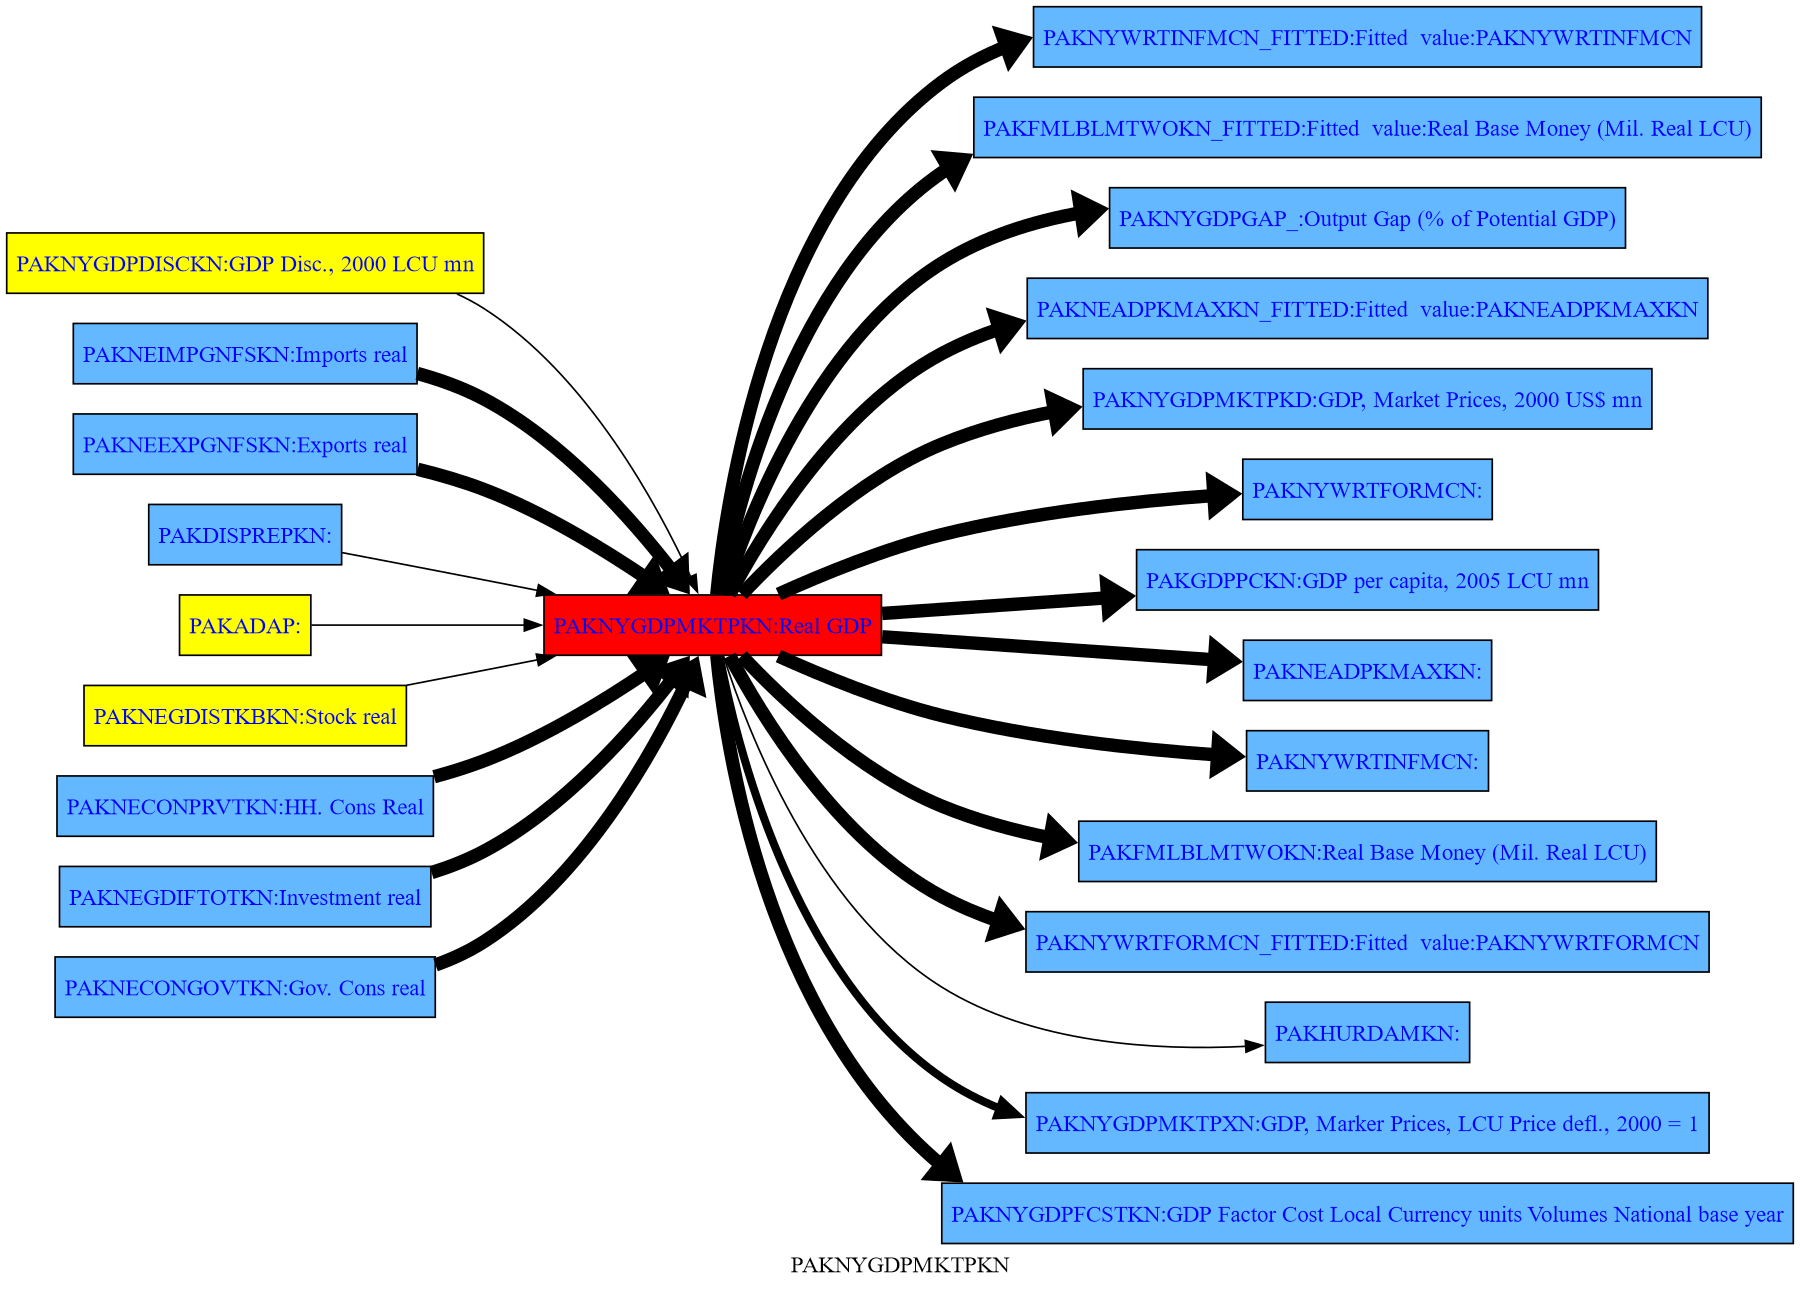 PAKNYGDPDISCKN:GDP Disc., 2000 LCU mn
PAKNEIMPGNFSKN:Imports real
PAKNEEXPGNFSKN:Exports real
PAKDISPREPKN:
PAKADAP:
PAKNEGDISTKBKN:Stock real
PAKNECONPRVTKN:HH. Cons Real
PAKNEGDIFTOTKN:Investment real
PAKNECONGOVTKN:Gov. Cons real
PAKNYGDPMKTPKN:Real GDP
PAKNYWRTINFMCN_FITTED:Fitted  value:PAKNYWRTINFMCN
PAKFMLBLMTWOKN_FITTED:Fitted  value:Real Base Money (Mil. Real LCU)
PAKNYGDPGAP_:Output Gap (% of Potential GDP)
PAKNEADPKMAXKN_FITTED:Fitted  value:PAKNEADPKMAXKN
PAKNYGDPMKTPKD:GDP, Market Prices, 2000 US$ mn
PAKNYWRTFORMCN:
PAKGDPPCKN:GDP per capita, 2005 LCU mn
PAKNEADPKMAXKN:
PAKNYWRTINFMCN:
PAKFMLBLMTWOKN:Real Base Money (Mil. Real LCU)
PAKNYWRTFORMCN_FITTED:Fitted  value:PAKNYWRTFORMCN
PAKHURDAMKN:
PAKNYGDPMKTPXN:GDP, Marker Prices, LCU Price defl., 2000 = 1
PAKNYGDPFCSTKN:GDP Factor Cost Local Currency units Volumes National base year
PAKNYGDPMKTPKN